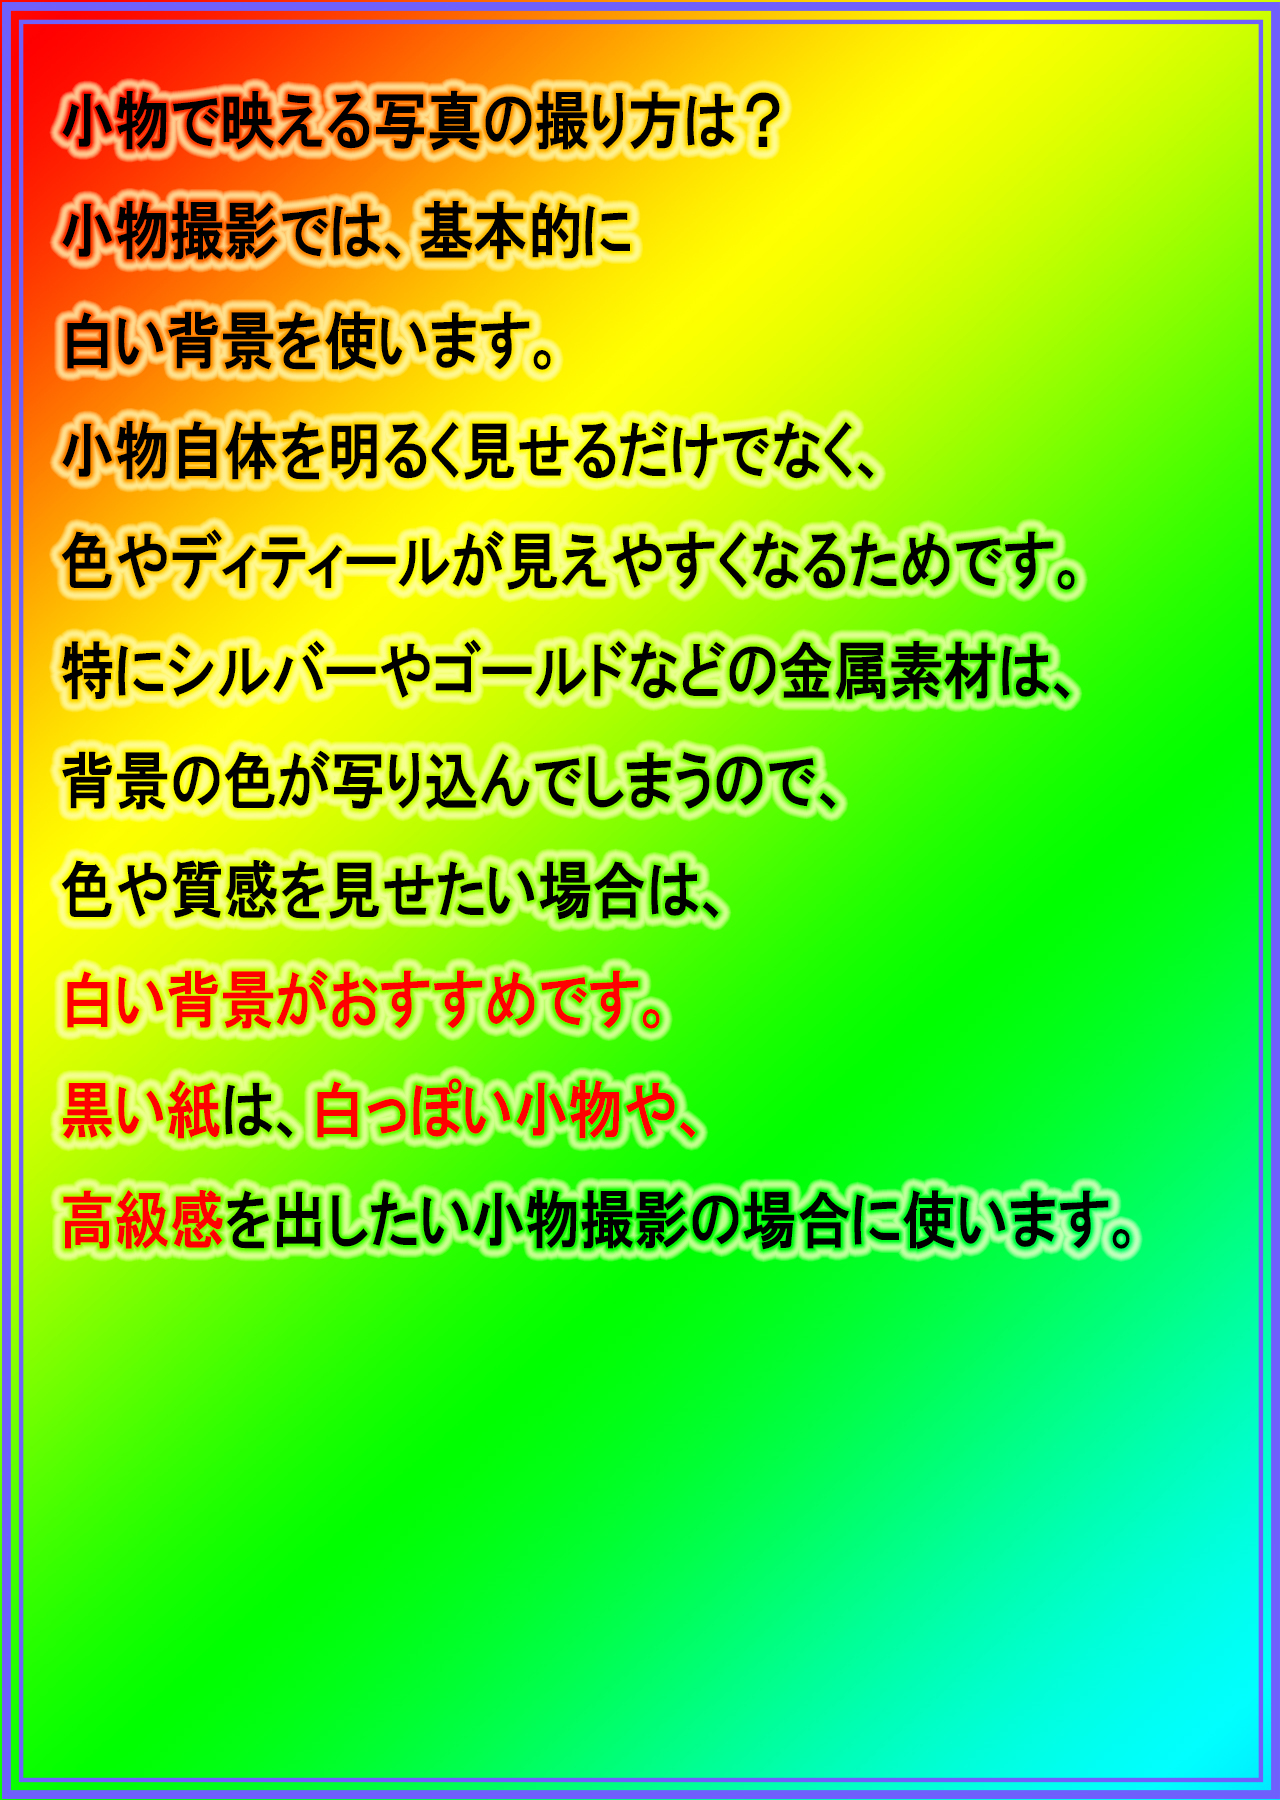 小物で映える写真の撮り方は？
小物撮影では、基本的に
白い背景を使います。
小物自体を明るく見せるだけでなく、
色やディティールが見えやすくなるためです。
特にシルバーやゴールドなどの金属素材は、
背景の色が写り込んでしまうので、
色や質感を見せたい場合は、
白い背景がおすすめです。
黒い紙は、白っぽい小物や、
高級感を出したい小物撮影の場合に使います。